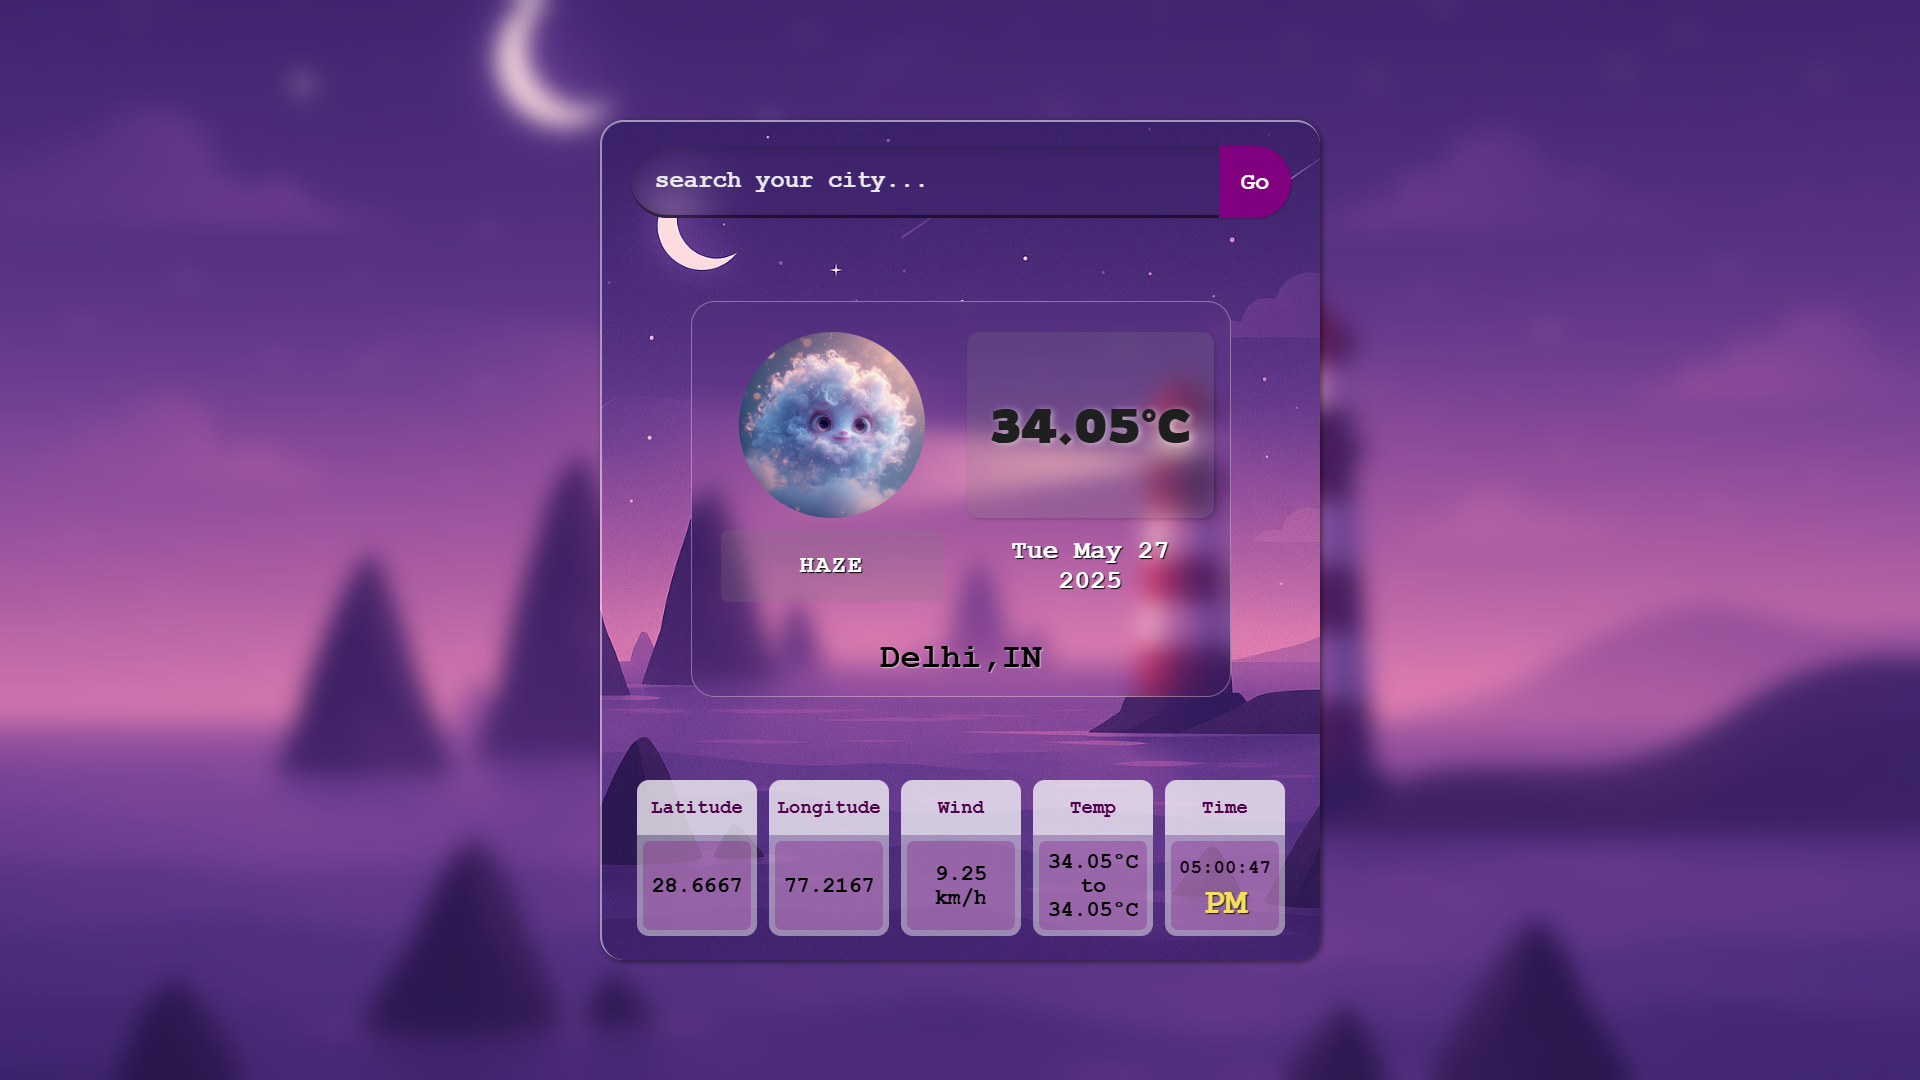 search your city...
Go
34.05°C
HAZE
Tue May 27
2025
Delhi,IN
Latitude
Longitude
Wind
Temp
Time
28.6667
77.2167
9.25
km/h
34.05°C
to
34.05°C
05:00:47
PM